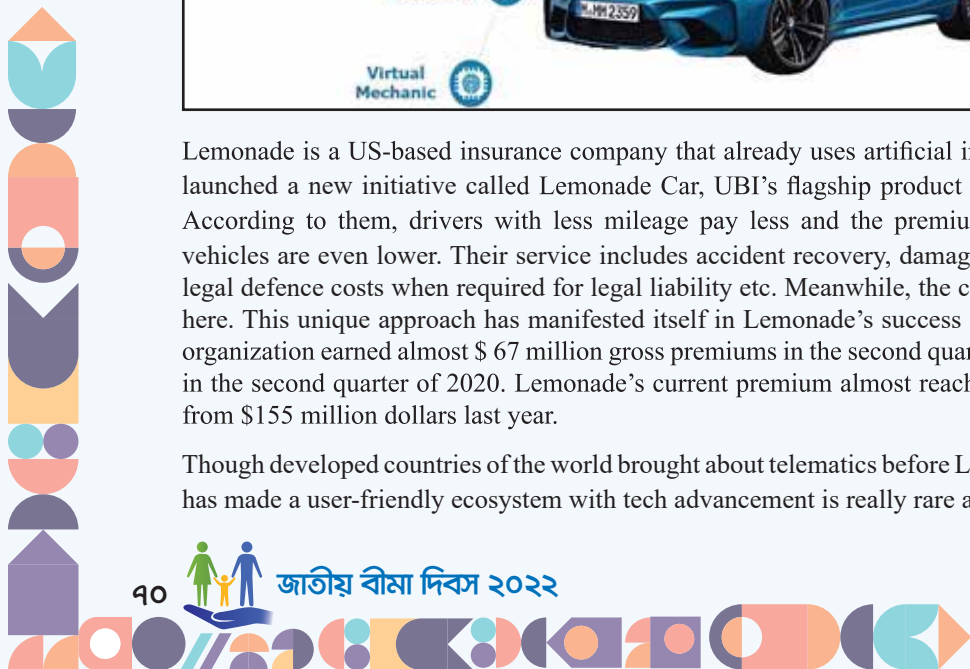 2359
Virtual
Mechanic
Lemonade is a US-based insurance company that already uses artificial
launched a new initiative called Lemonade Car, UBI’s flagship product
According to them, drivers with less mileage pay less and the
vehicles are even lower. Their service includes accident recovery,
legal defence costs when required for legal liability etc. Meanwhile, the
here. This unique approach has manifested itself in Lemonade’s success
organization earned almost $ 67 million gross premiums in the second
in the second quarter of 2020. Lemonade’s current premium almost
from $155 million dollars last year.
Though developed countries of the world brought about telematics before
has made a user-friendly ecosystem with tech advancement is really rare
৭০ জাতীয় বীমা দিবস ২০২২